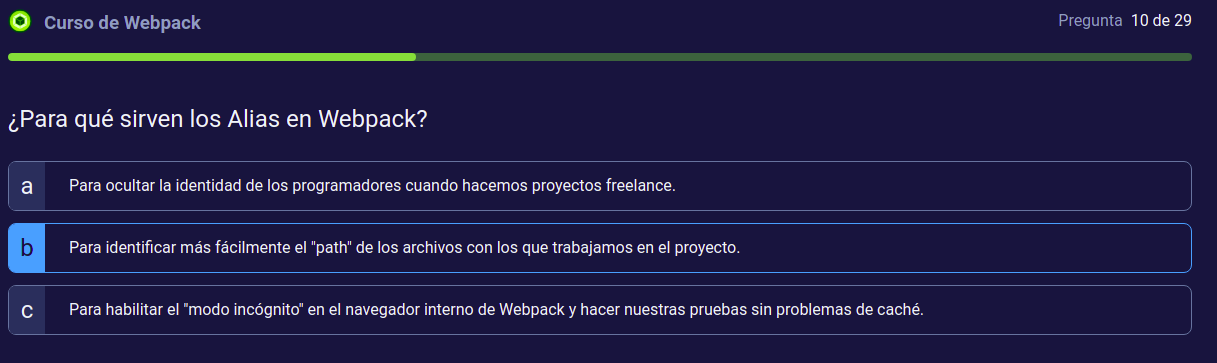 Curso de Webpack
Pregunta 10 de 29
¿Para qué sirven los Alias en Webpack?
a Para ocultar la identidad de los programadores cuando hacemos proyectos freelance.
b Para identificar más fácilmente el "path" de los archivos con los que trabajamos en el proyecto.
c Para habilitar el "modo incógnito" en el navegador interno de Webpack y hacer nuestras pruebas sin problemas de caché.